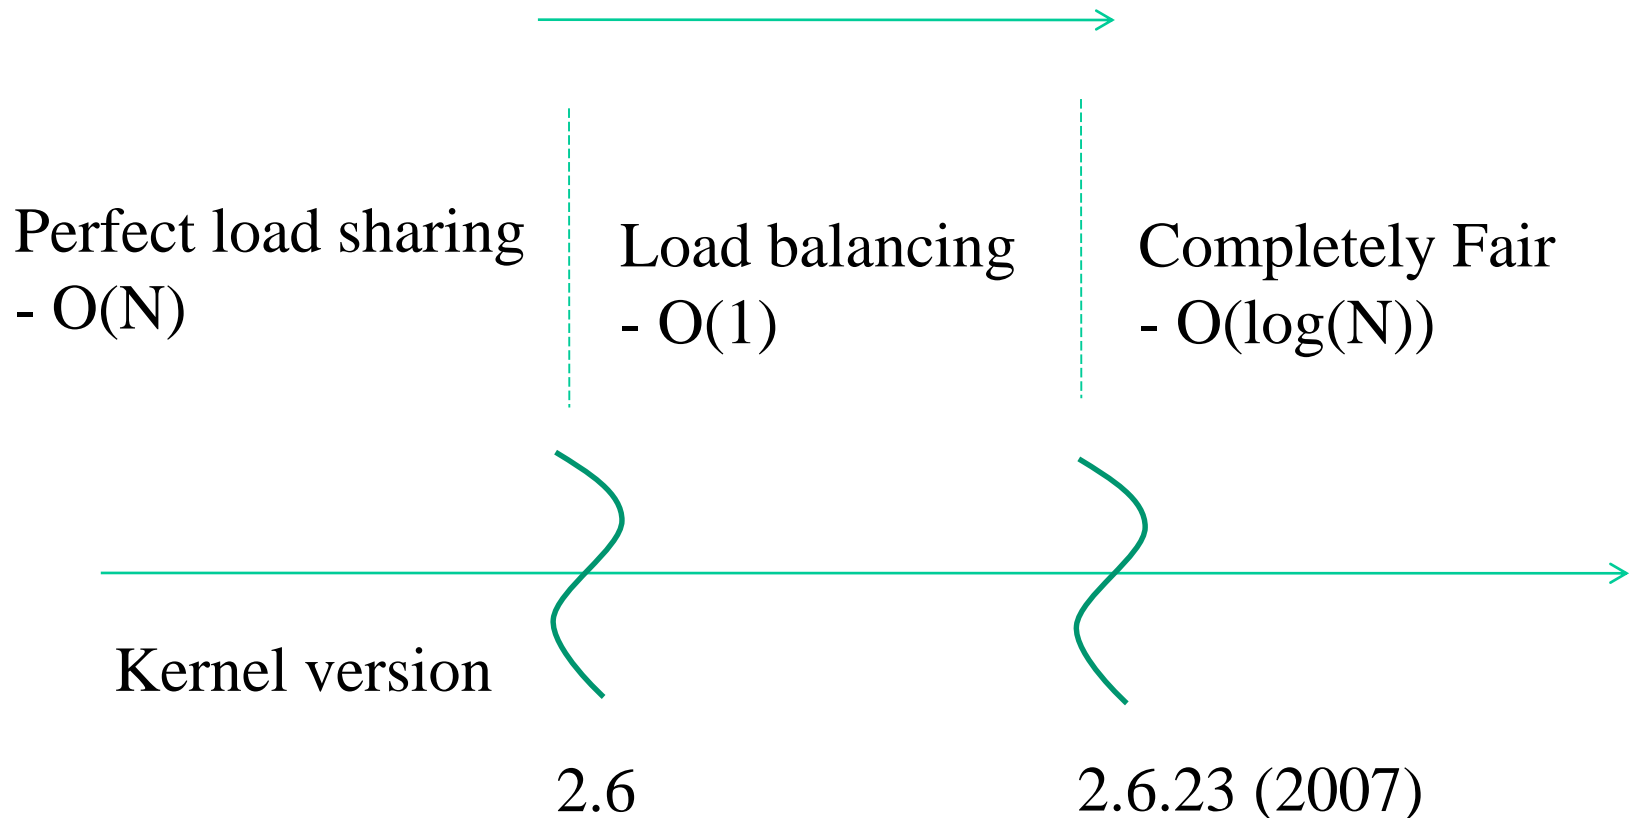 Perfect load sharing
- O(N)
Load balancing
- O(1)
Completely Fair
- O(log(N))
Kernel version
2.6
2.6.23 (2007)